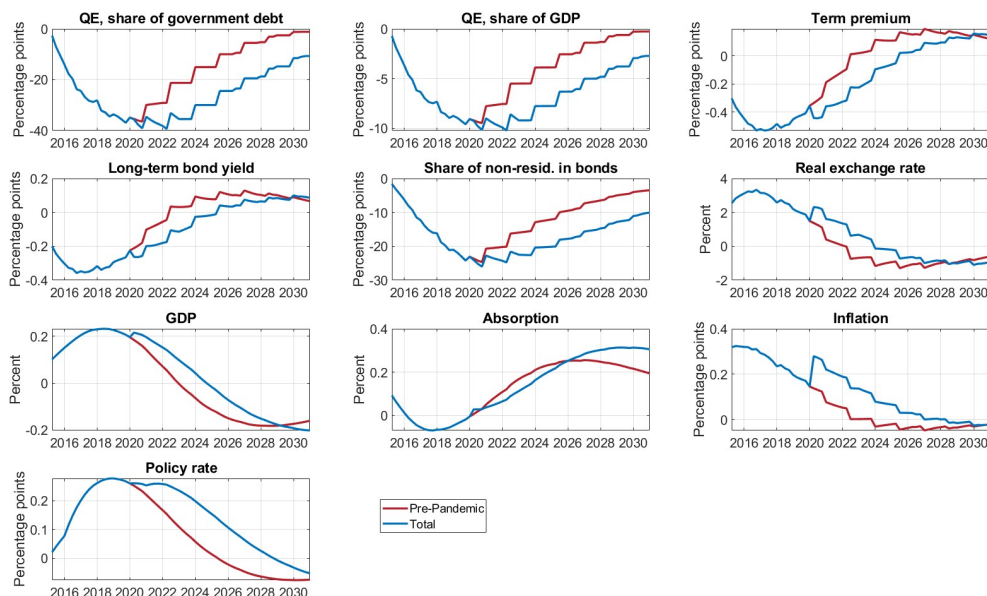 QE, share of government debt
Percentage points
0
-20
-40
2016 2018 2020 2022 2024 2026 2028 2030
QE, share of GDP
Percentage points
0
-5
-10
2016 2018 2020 2022 2024 2026 2028 2030
Term premium
Percentage points
0
-0.4
-0.4
2016 2018 2020 2022 2024 2026 2028 2030
Long-term bond yield
Percentage points
0.2
0
-0.2
-0.4
2016 2018 2020 2022 2024 2026 2028 2030
Share of non-resid. in bonds
Percentage points
0
-10
-20
-30
2016 2018 2020 2022 2024 2026 2028 2030
Real exchange rate
Percent
4
2
0
-2
2016 2018 2020 2022 2024 2026 2028 2030
GDP
Percent
0.2
0
-0.2
2016 2018 2020 2022 2024 2026 2028 2030
Absorption
Percent
0.4
0.2
0
2016 2018 2020 2022 2024 2026 2028 2030
Inflation
Percentage points
0.4
0.2
0
2016 2018 2020 2022 2024 2026 2028 2030
Policy rate
Percentage points
0.2
0.1
0
2016 2018 2020 2022 2024 2026 2028 2030
Pre-Pandemic
Total